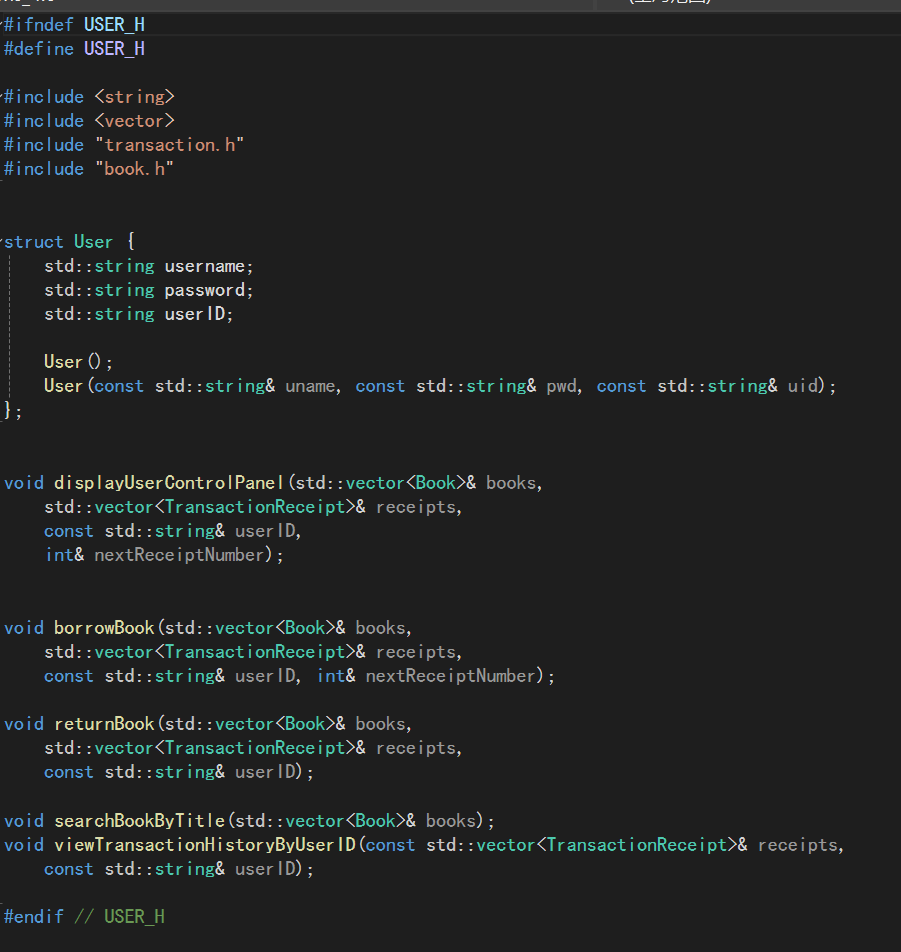 #ifndef USER_H
#define USER_H
#include <string>
#include <vector>
#include "transaction.h"
#include "book.h"
struct User {
    std::string username;
    std::string password;
    std::string userID;
    User();
    User(const std::string& uname, const std::string& pwd, const std::string& uid);
};
void displayUserControlPanel(std::vector<Book>& books,
    std::vector<TransactionReceipt>& receipts,
    const std::string& userID,
    int& nextReceiptNumber);
void borrowBook(std::vector<Book>& books,
    std::vector<TransactionReceipt>& receipts,
    const std::string& userID, int& nextReceiptNumber);
void returnBook(std::vector<Book>& books,
    std::vector<TransactionReceipt>& receipts,
    const std::string& userID);
void searchBookByTitle(std::vector<Book>& books);
void viewTransactionHistoryByUserID(const std::vector<TransactionReceipt>& receipts,
    const std::string& userID);
#endif // USER_H